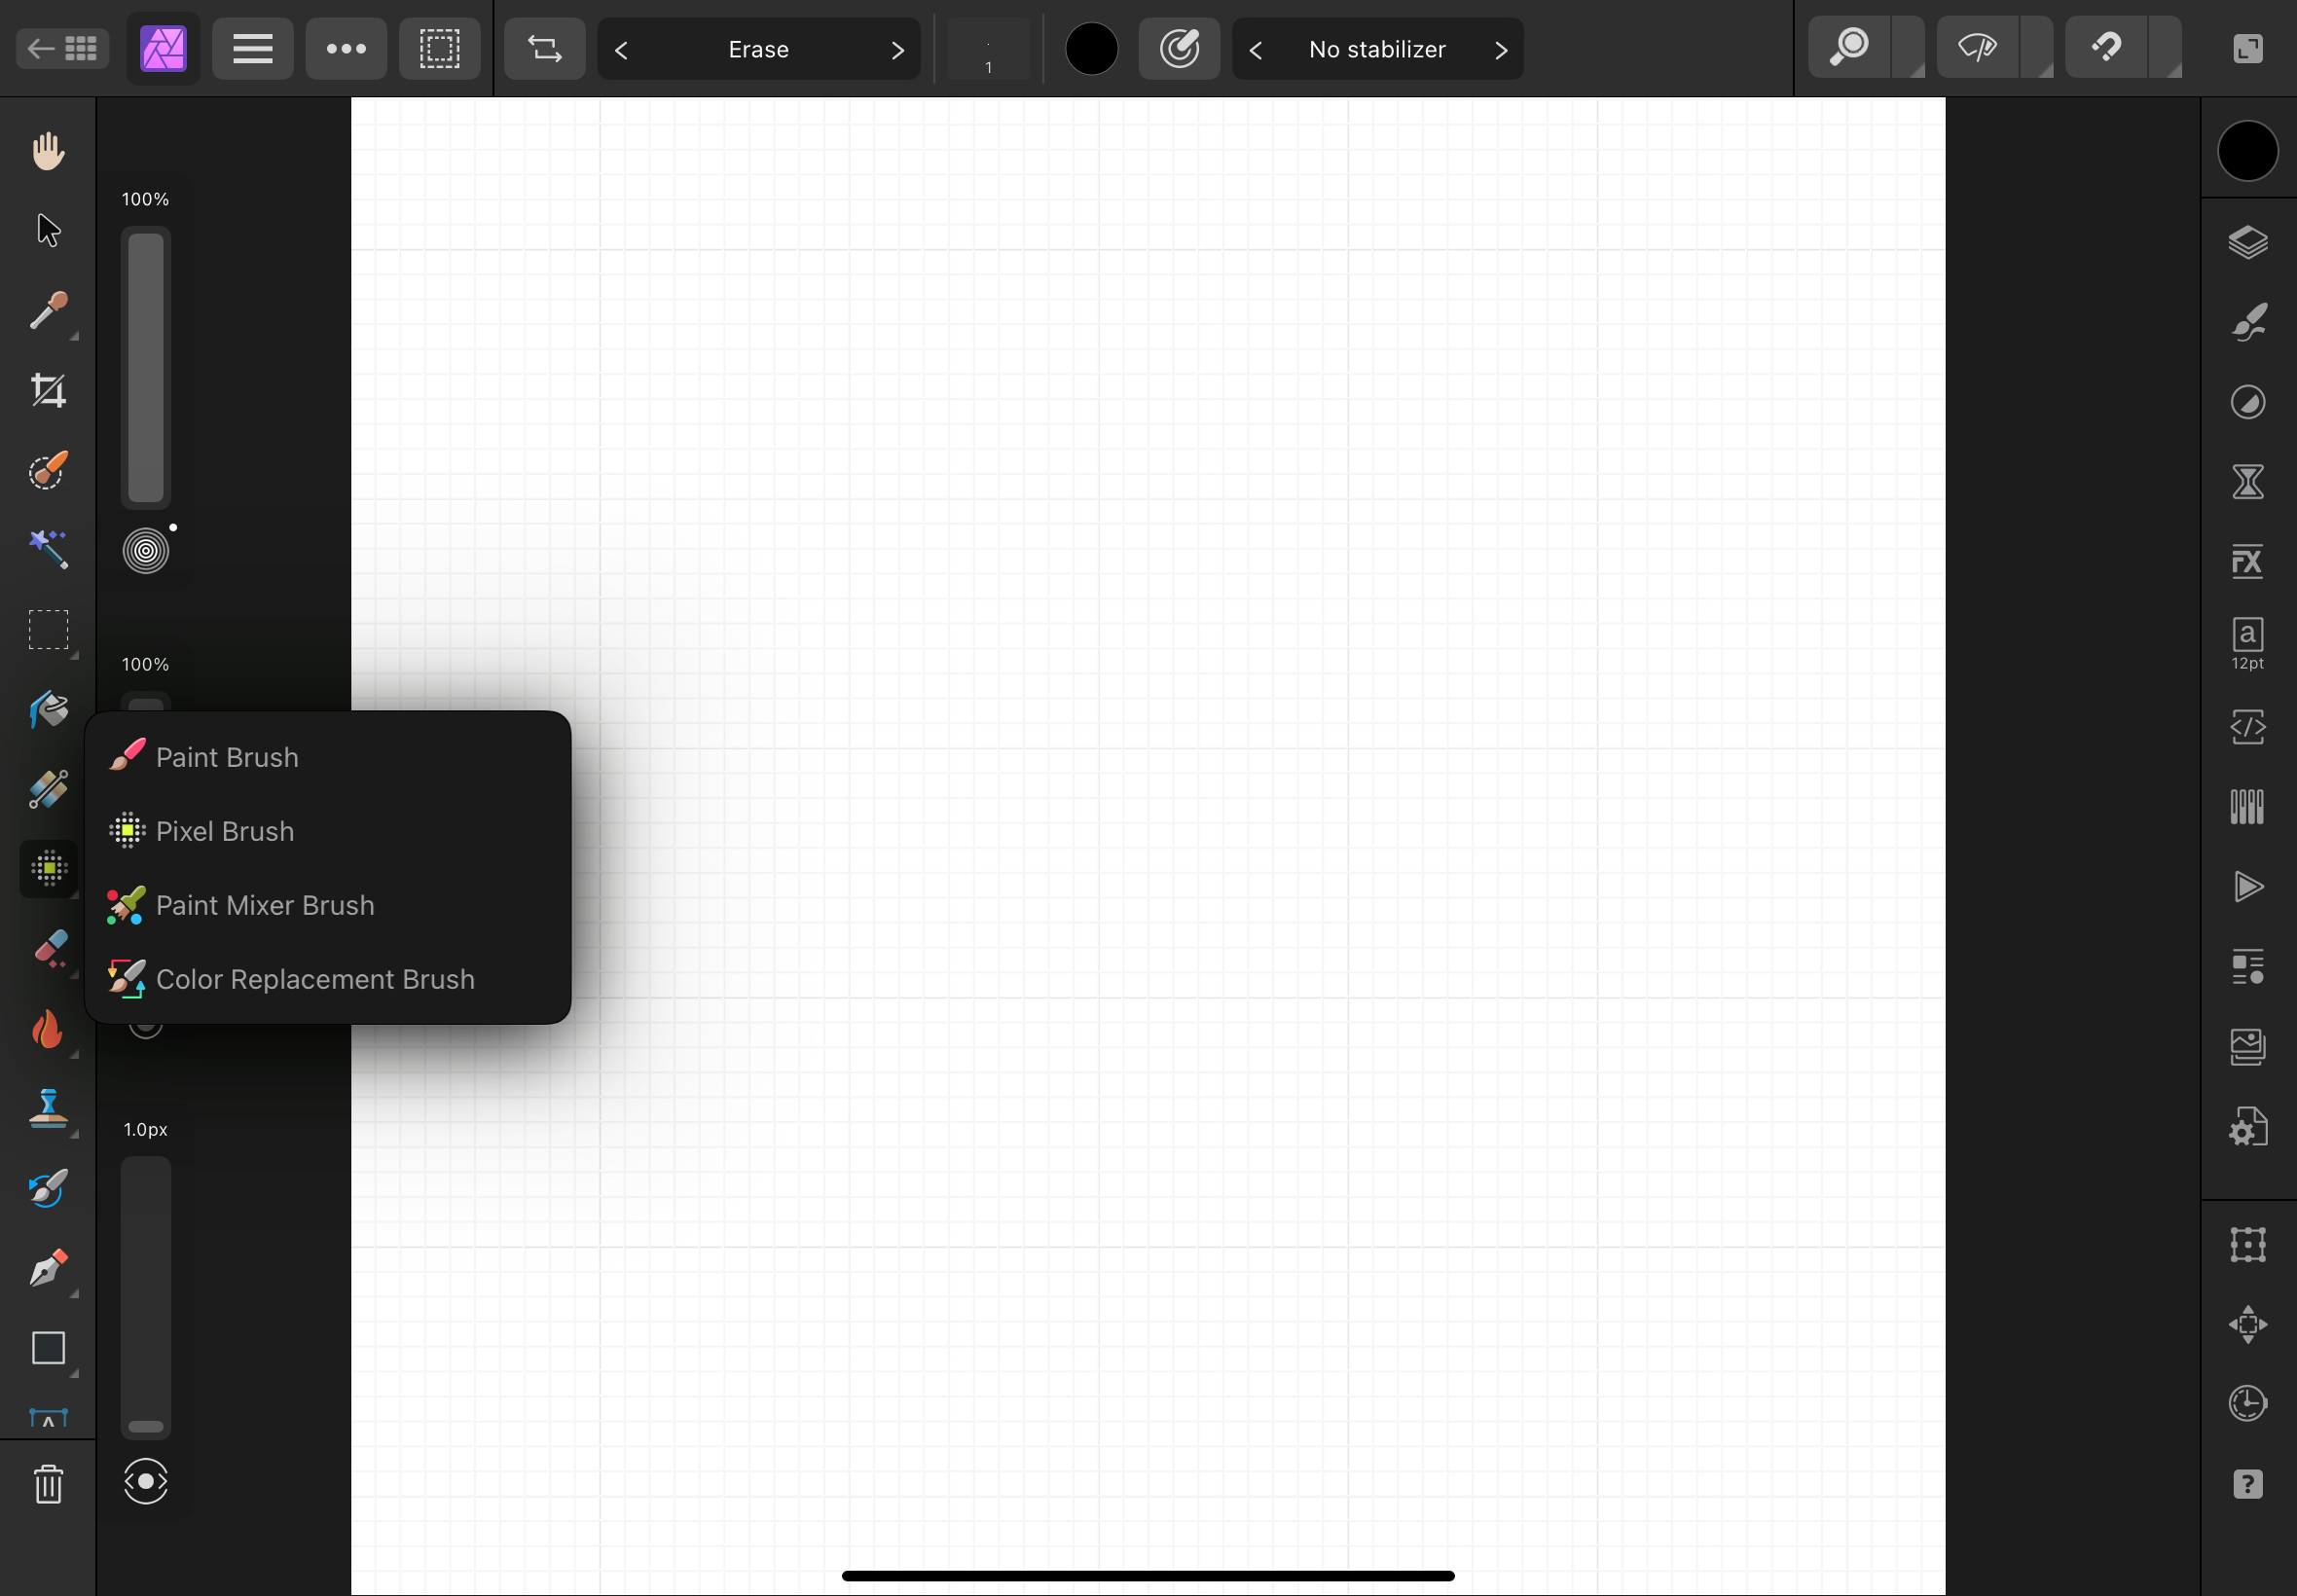 Erase
1
No stabilizer
100%
FX
a
12pt
100%
Paint Brush
Pixel Brush
Paint Mixer Brush
Color Replacement Brush
1.0px
A
?